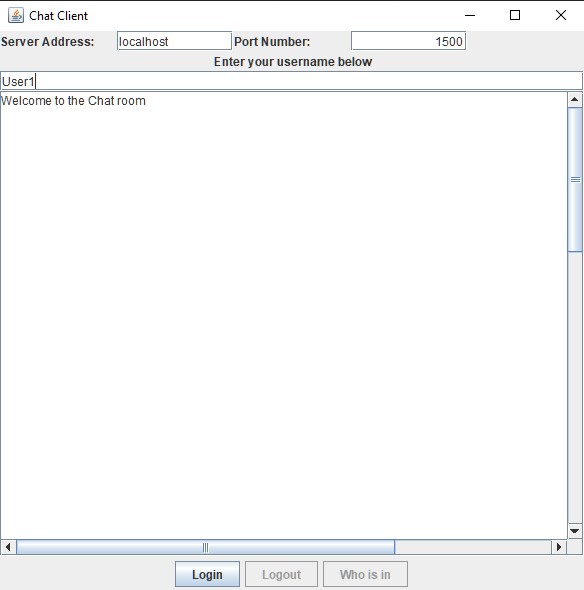 Chat Client
Server Address: localhost Port Number: 1500
Enter your username below
User1
Welcome to the Chat room
Login Logout Who is in